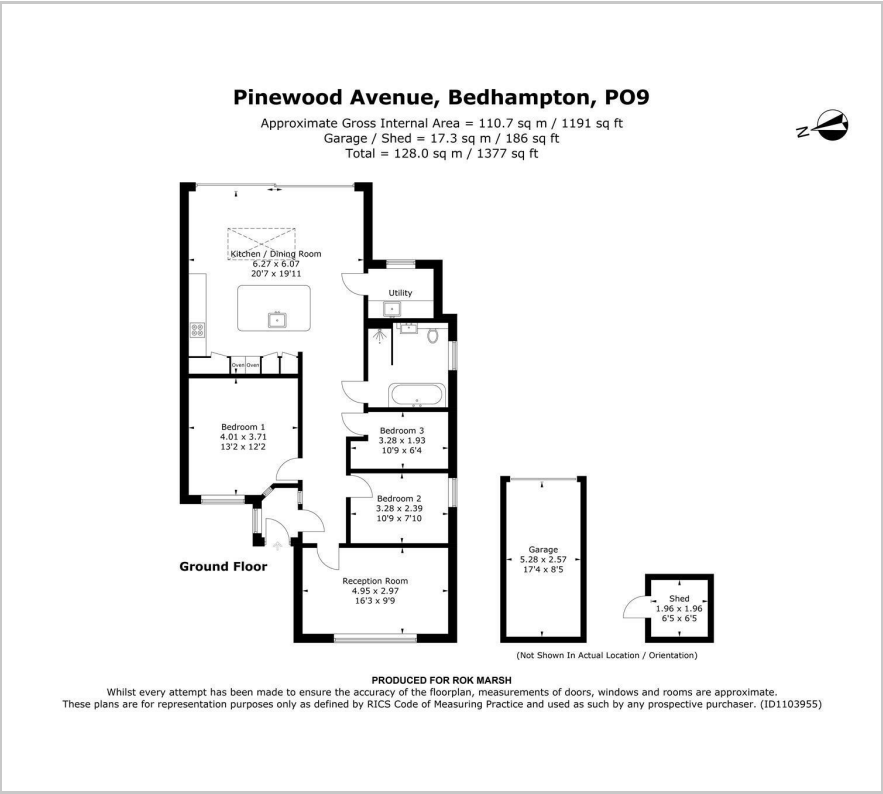 Pinewood Avenue, Bedhampton, PO9
Approximate Gross Internal Area = 110.7 sq m / 1191 sq ft
Garage / Shed = 17.3 sq m / 186 sq ft
Total = 128.0 sq m / 1377 sq ft
N
Kitchen / Dining Room
6.27 x 6.07
20'7 x 19'11
Utility
Oven Oven
Bedroom 1
4.01 x 3.71
13'2 x 12'2
Bedroom 3
3.28 x 1.93
10'9 x 6'4
Bedroom 2
3.28 x 2.39
10'9 x 7'10
Ground Floor
Reception Room
4.95 x 2.97
16'3 x 9'9
Garage
5.28 x 2.57
17'4 x 8'5
Shed
1.96 x 1.96
6'5 x 6'5
(Not Shown In Actual Location / Orientation)
PRODUCED FOR ROK MARSH
Whilst every attempt has been made to ensure the accuracy of the floorplan, measurements of doors, windows and rooms are approximate.
These plans are for representation purposes only as defined by RICS Code of Measuring Practice and used as such by any prospective purchaser. (ID1103955)